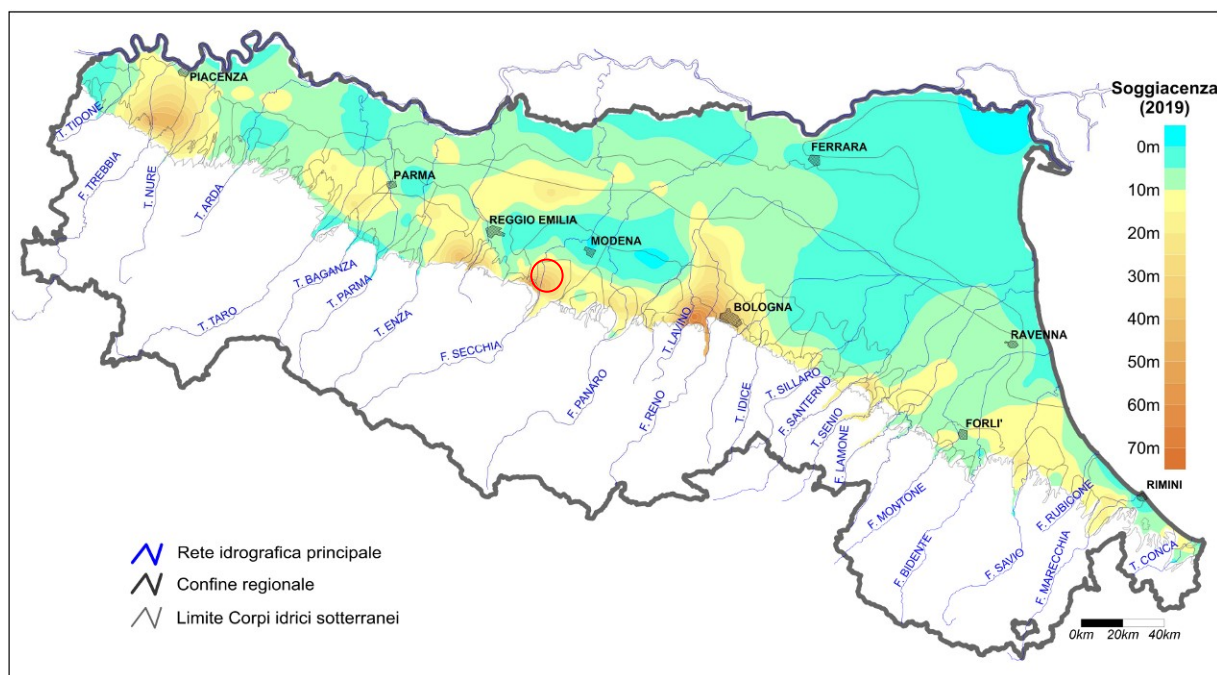 Soggiacenza
(2019)
0m
10m
20m
30m
40m
50m
60m
70m
PIACENZA
T. TIDONE
F. TREBBIA
T. NURE
T. ARDA
PARMA
REGGIO EMILIA
MODENA
FERRARA
BOLOGNA
RAVENNA
FORLI'
RIMINI
T. TARO
T. BAGANZA
T. PARMA
T. ENZA
F. SECCHIA
F. PANARO
T. LAVINO
F. RENO
T. IDICE
T. SILLARO
F. SANTERNO
T. SENIO
F. LAMONE
F. MONTONE
F. BIDENTE
F. SAVIO
F. RUBICONE
F. MARECCHIA
T. CONCA
Rete idrografica principale
Confine regionale
Limite Corpi idrici sotterranei
0km 20km 40km